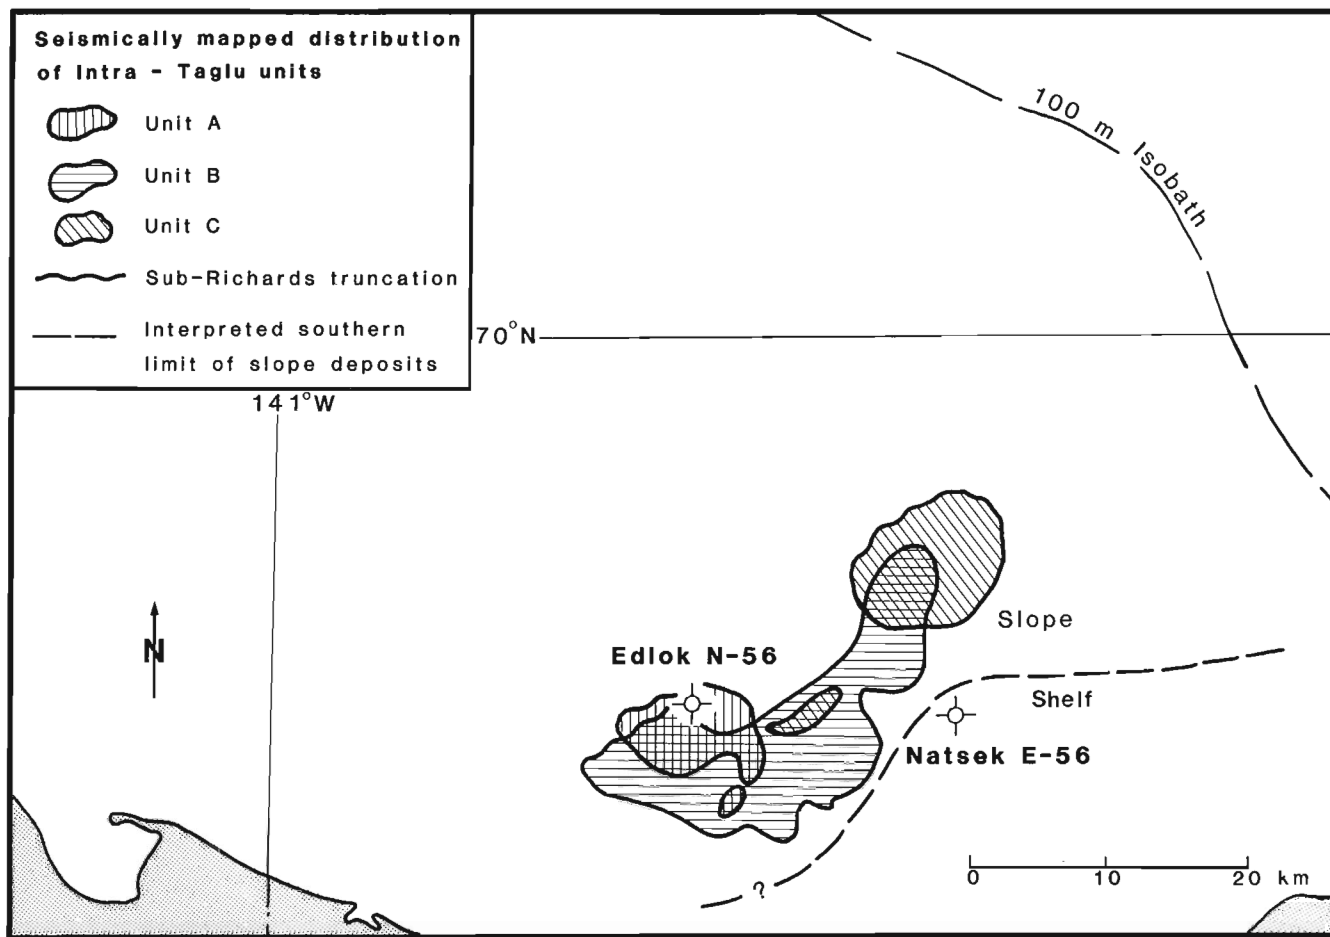 Seismically mapped distribution
of Intra - Taglu units
Unit A
Unit B
Unit C
Sub-Richards truncation
Interpreted southern
limit of slope deposits
100 m Isobath
70°N
141°W
N
Slope
Edlok N-56
Shelf
Natsek E-56
?
0 10 20 km